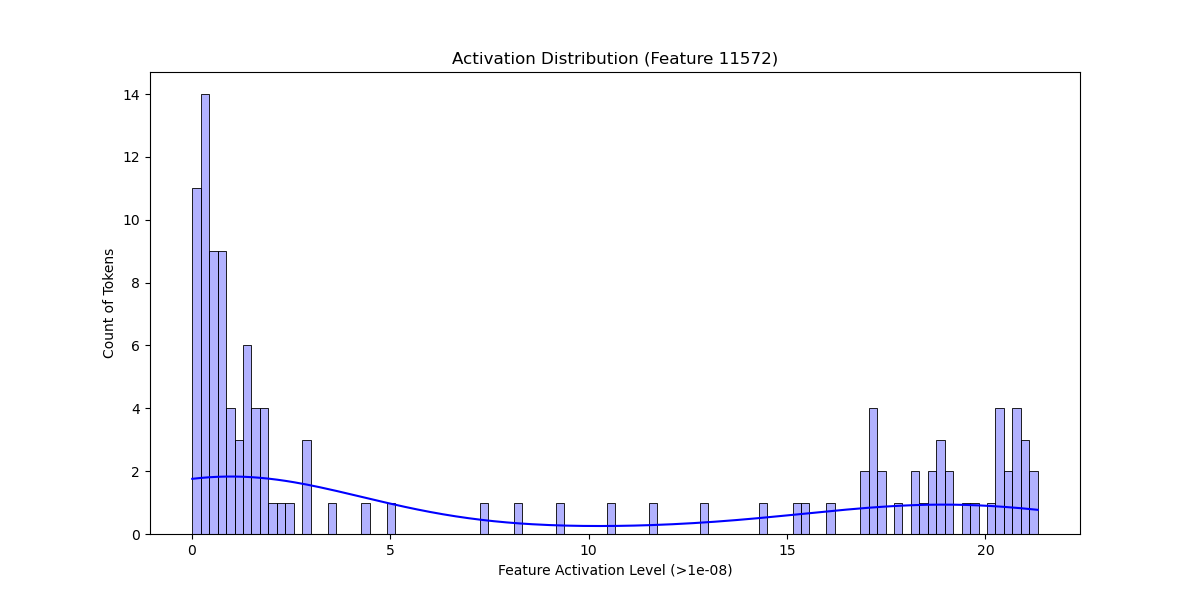 Activation Distribution (Feature 11572)
Count of Tokens
14
12
10
8
6
4
2
0
0 5 10 15 20
Feature Activation Level (>1e-08)